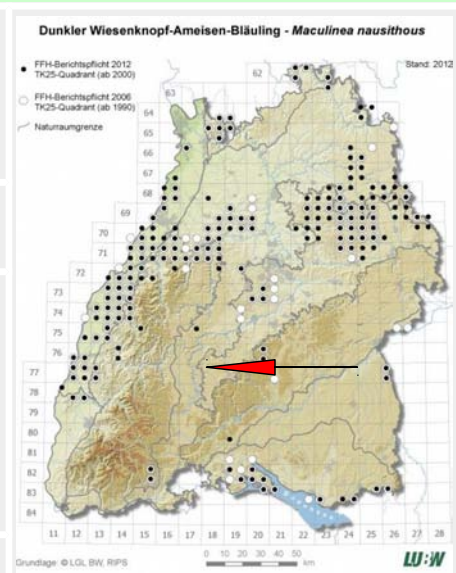 Dunkler Wiesenknopf-Ameisen-Bläuling - Maculinea nausithous
FFH-Berichtspflicht 2012
TK25-Quadrant (ab 2000)
FFH-Berichtspflicht 2006
TK25-Quadrant (ab 1990)
Naturraumgrenze
Stand: 2012
62
63
64
65
66
67
68
69
70
71
72
73
74
75
76
77
78
79
80
81
82
83
84
11 12 13 14 15 16 17 18 19 20 21 22 23 24 25 26 27 28
Grundlage: © LGL BW, RIPS
0 10 20 30 40 50
km
LU:W